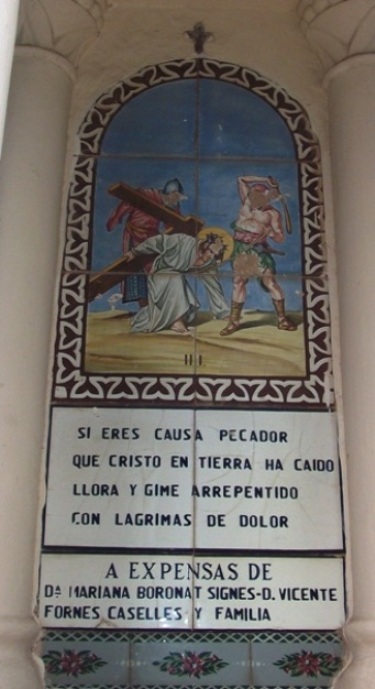 III.
SI ERES CAUSA PECADOR
QUE CRISTO EN TIERRA HA CAIDO
LLORA Y GIME ARREPENTIDO
CON LAGRIMAS DE DOLOR
A EXPENSAS DE
Dª MARIANA BORONAT SIGNES-D. VICENTE
FORNES CASELLES Y FAMILIA